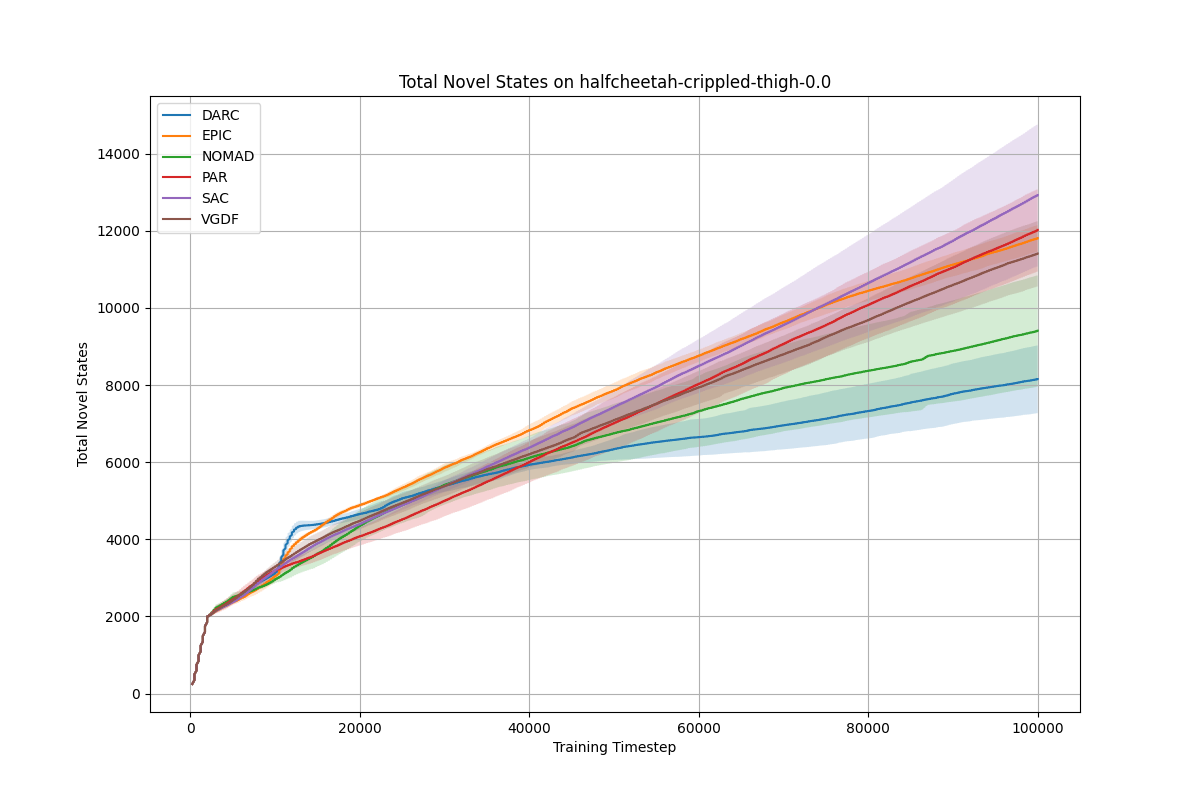 Total Novel States on halfcheetah-crippled-thigh-0.0
DARC
EPIC
NOMAD
PAR
SAC
VGDF
Total Novel States
14000
12000
10000
8000
6000
4000
2000
0
0 20000 40000 60000 80000 100000
Training Timestep